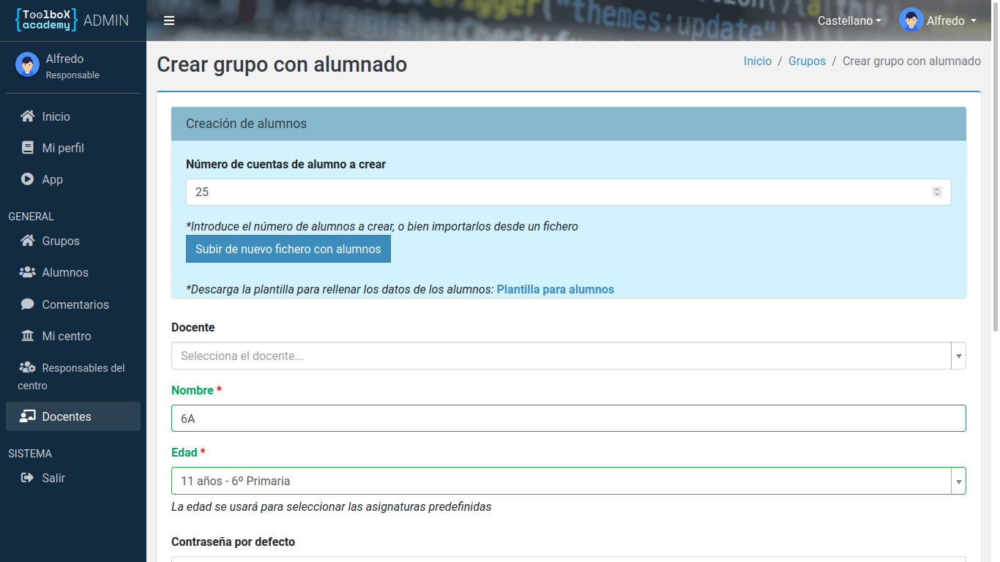 ToolboX
academy ADMIN
Castellano
Alfredo
agger("themes:update"
Alfredo
Responsable
Inicio
Mi perfil
App
GENERAL
Grupos
Alumnos
Comentarios
Mi centro
Responsables del
centro
Docentes
SISTEMA
Salir
Crear grupo con alumnado
Inicio / Grupos / Crear grupo con alumnado
Creación de alumnos
Número de cuentas de alumno a crear
25
*Introduce el número de alumnos a crear, o bien importarlos desde un fichero
Subir de nuevo fichero con alumnos
*Descarga la plantilla para rellenar los datos de los alumnos: Plantilla para alumnos
Docente
Selecciona el docente...
Nombre *
6A
Edad *
11 años - 6º Primaria
La edad se usará para seleccionar las asignaturas predefinidas
Contraseña por defecto